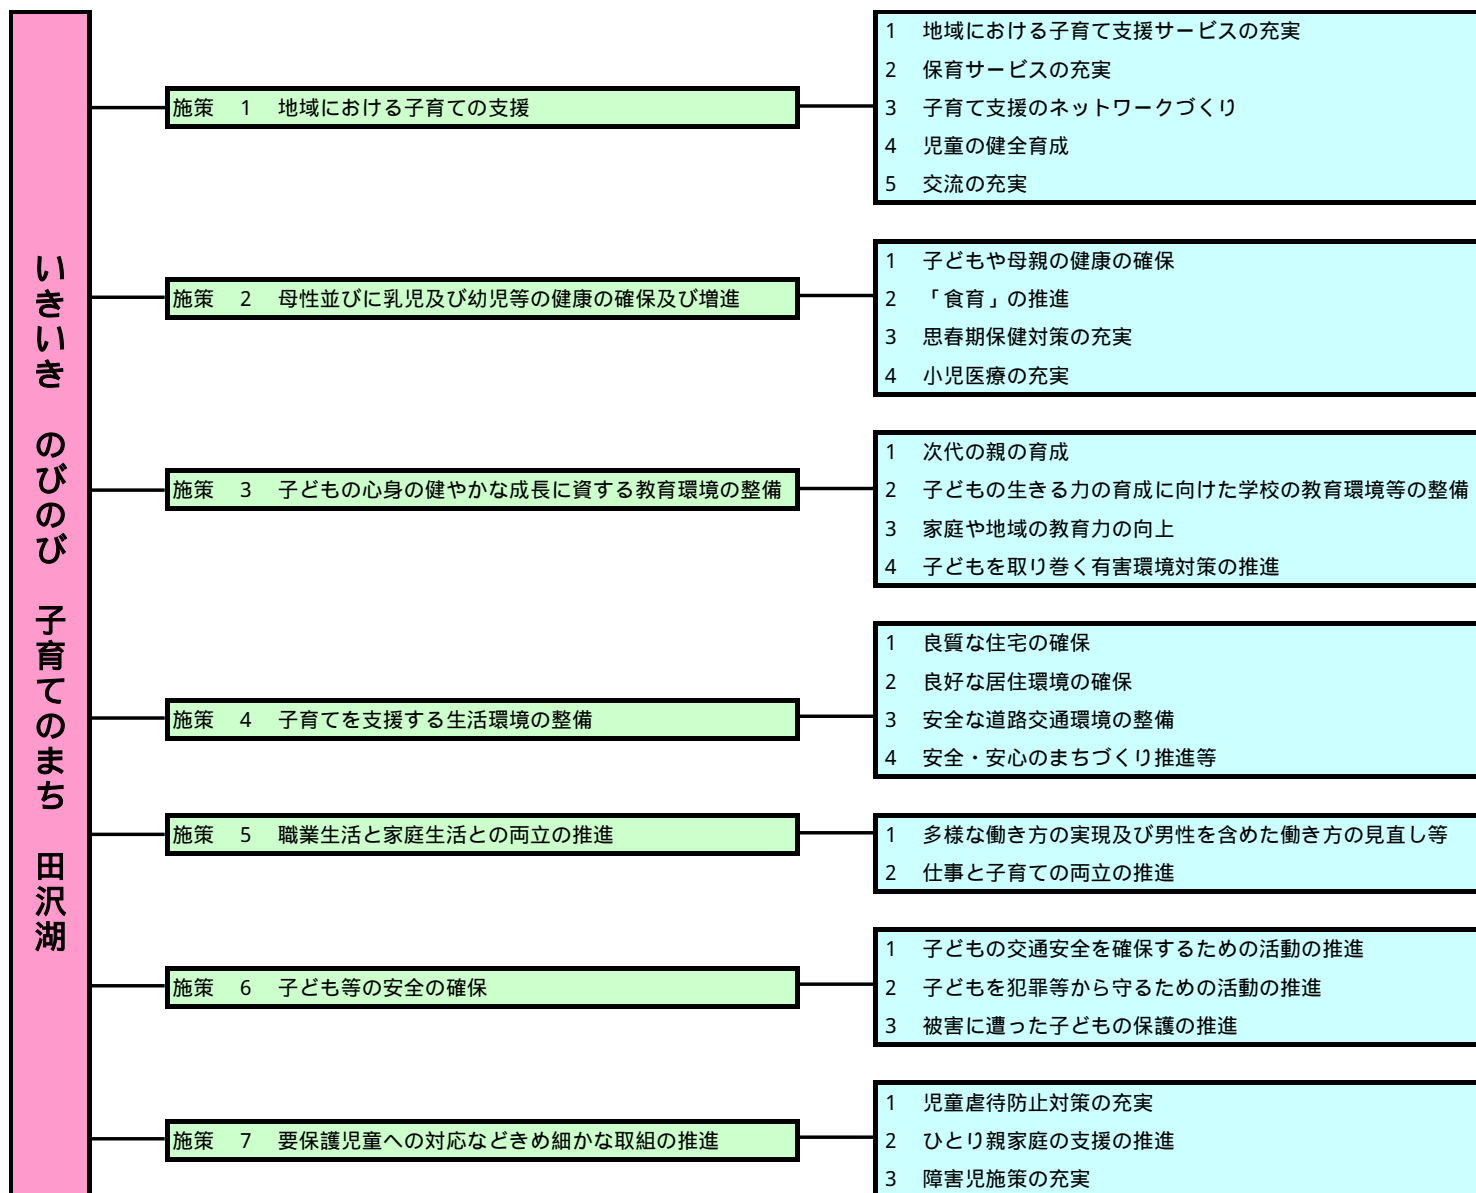 いきいき　のびのび　子育てのまち　田沢湖
施策　1　地域における子育ての支援
1　地域における子育て支援サービスの充実
2　保育サービスの充実
3　子育て支援のネットワークづくり
4　児童の健全育成
5　交流の充実
施策　2　母性並びに乳児及び幼児等の健康の確保及び増進
1　子どもや母親の健康の確保
2　「食育」の推進
3　思春期保健対策の充実
4　小児医療の充実
施策　3　子どもの心身の健やかな成長に資する教育環境の整備
1　次代の親の育成
2　子どもの生きる力の育成に向けた学校の教育環境等の整備
3　家庭や地域の教育力の向上
4　子どもを取り巻く有害環境対策の推進
施策　4　子育てを支援する生活環境の整備
1　良質な住宅の確保
2　良好な居住環境の確保
3　安全な道路交通環境の整備
4　安全・安心のまちづくり推進等
施策　5　職業生活と家庭生活との両立の推進
1　多様な働き方の実現及び男性を含めた働き方の見直し等
2　仕事と子育ての両立の推進
施策　6　子ども等の安全の確保
1　子どもの交通安全を確保するための活動の推進
2　子どもを犯罪等から守るための活動の推進
3　被害に遭った子どもの保護の推進
施策　7　要保護児童への対応などきめ細かな取組の推進
1　児童虐待防止対策の充実
2　ひとり親家庭の支援の推進
3　障害児施策の充実